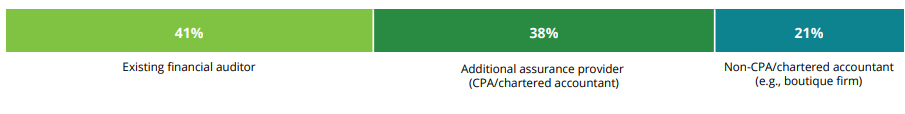 41%
38%
21%
Existing financial auditor
Additional assurance provider
(CPA/chartered accountant)
Non-CPA/chartered accountant
(e.g., boutique firm)